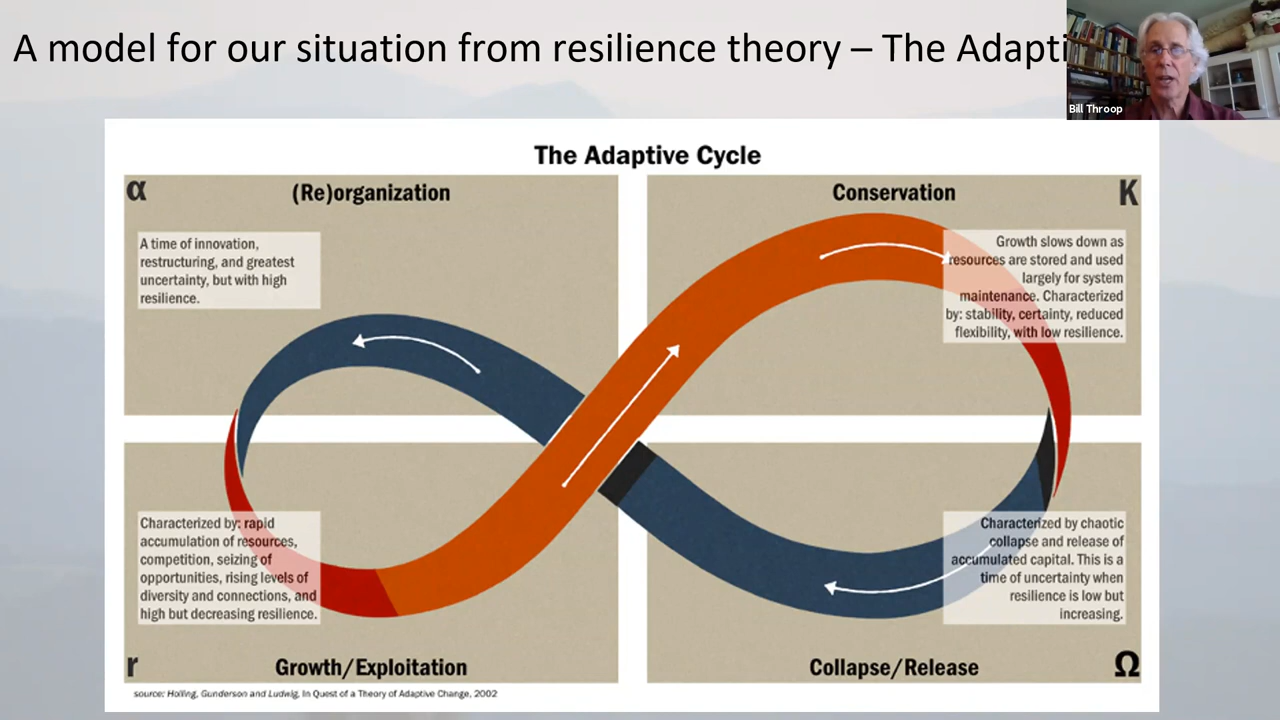 A model for our situation from resilience theory – The Adapti
Bill Throop
The Adaptive Cycle
α
(Re)organization
A time of innovation,
restructuring, and greatest
uncertainty, but with high
resilience.
Conservation
K
Growth slows down as
resources are stored and used
largely for system
maintenance. Characterized
by: stability, certainty, reduced
flexibility, with low resilience.
Characterized by: rapid
accumulation of resources,
competition, seizing of
opportunities, rising levels of
diversity and connections, and
high but decreasing resilience.
r
Growth/Exploitation
Characterized by chaotic
collapse and release of
accumulated capital. This is a
time of uncertainty when
resilience is low but
increasing.
Collapse/Release
Ω
source: Holling, Gunderson and Ludwig, In Quest of a Theory of Adaptive Change, 2002